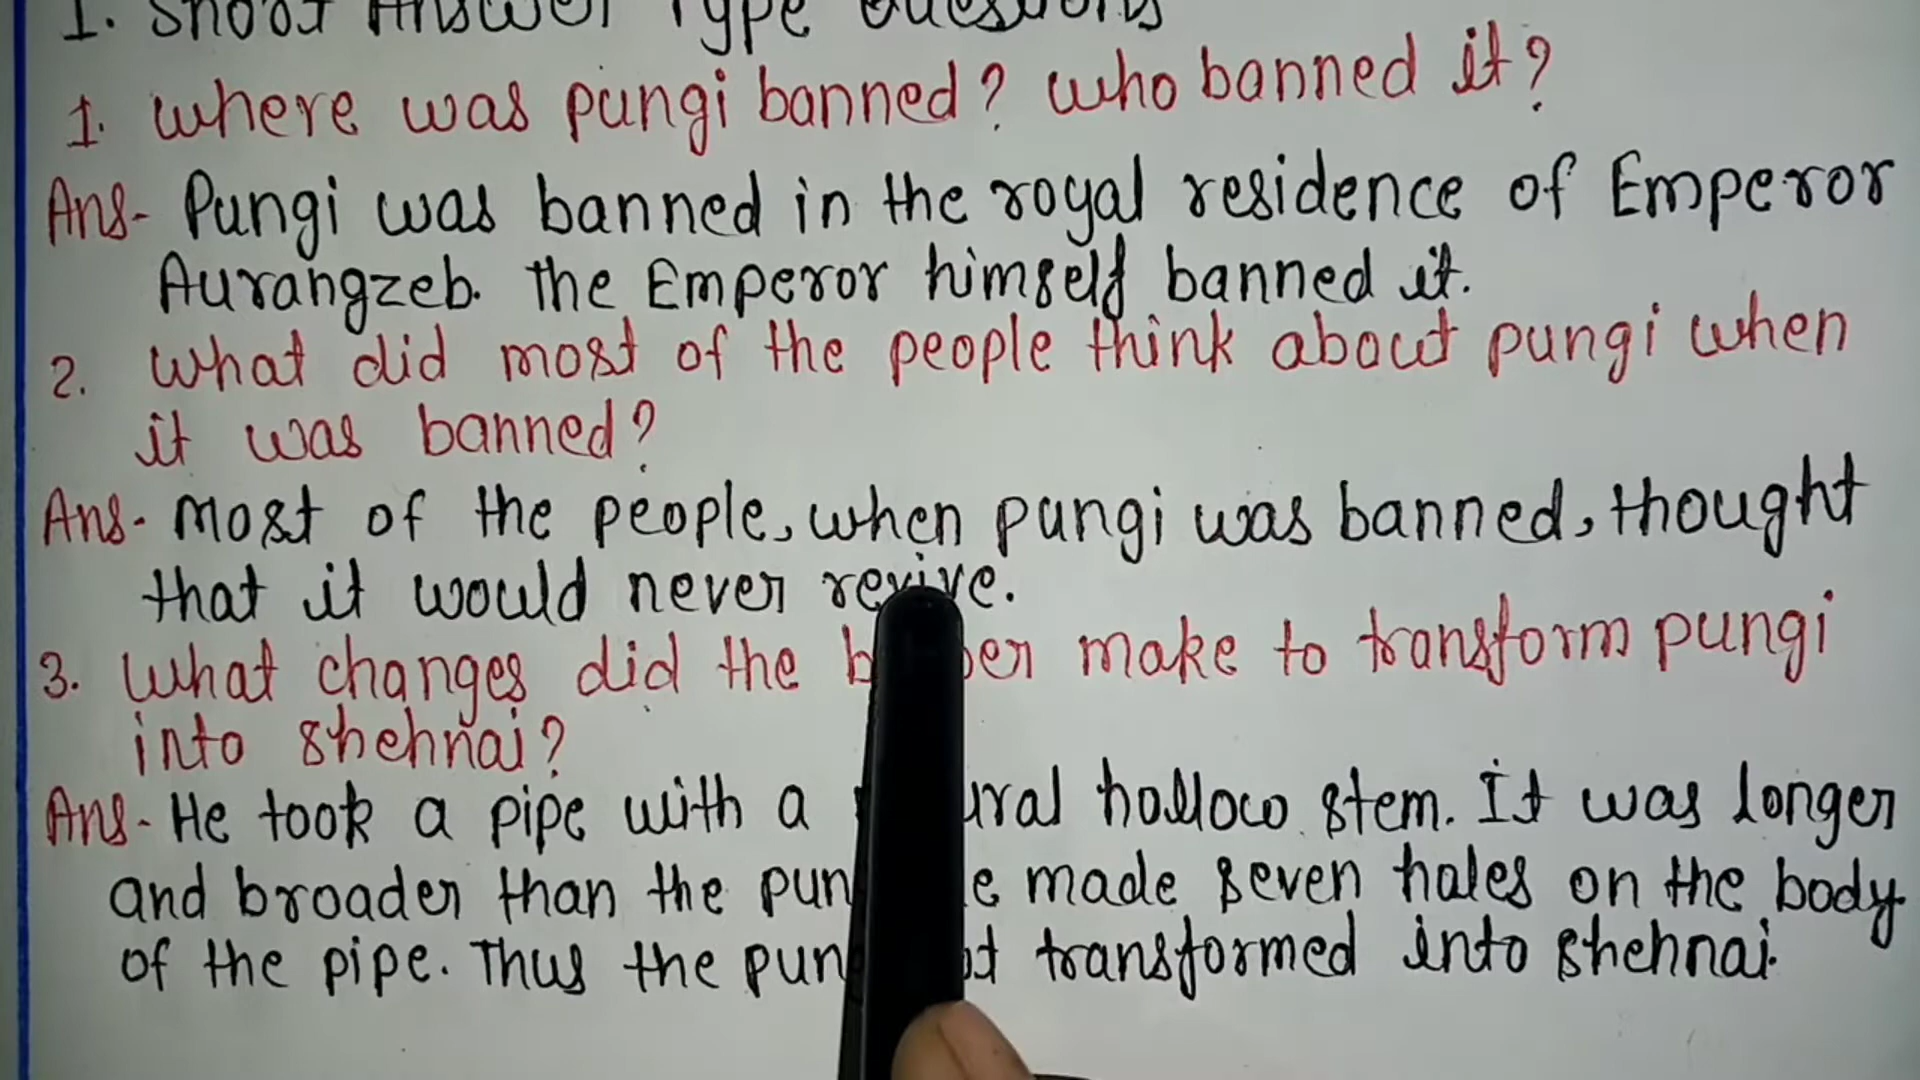 1. Short Answer Type Questions
1. where was pungi banned? who banned it?
Ans- Pungi was banned in the royal residence of Emperor
Aurangzeb. The Emperor himself banned it.
2. What did most of the people think about pungi when
it was banned?
Ans- Most of the people, when pungi was banned, thought
that it would never revive.
3. What changes did the make to transform pungi
into shehnai?
Ans- He took a pipe with a hollow stem. It was longer
and broader than the made seven holes on the body
of the pipe. Thus the transformed into shehnai.